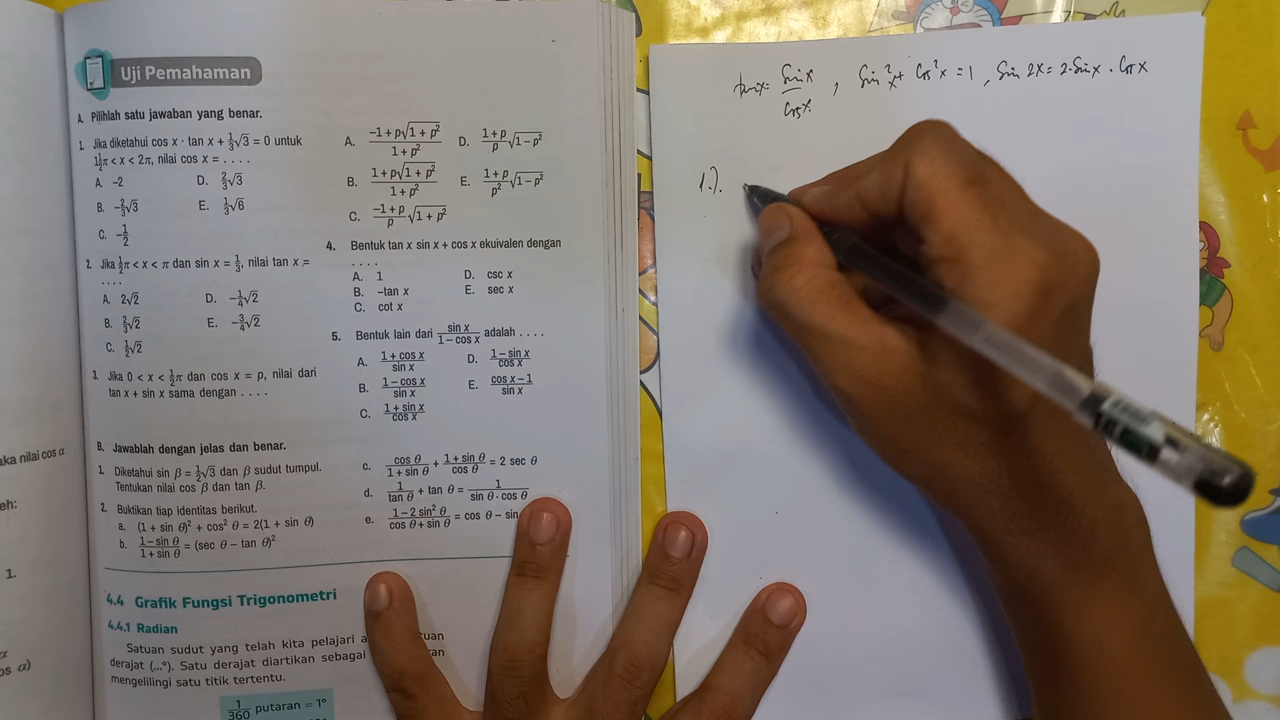 Uji Pemahaman
A. Pilihlah satu jawaban yang benar.
1. Jika diketahui cos x · tan x + 1/3√3 = 0 untuk
1 1/2π < x < 2π, nilai cos x = . . . .
A. –2 D. 2/3√3
B. –2/3√3 E. 1/3√6
C. –1/2
2. Jika 1/2π < x < π dan sin x = 1/3, nilai tan x =
. . . .
A. 2√2 D. –1/4√2
B. 2/3√2 E. –3/4√2
C. 1/2√2
3. Jika 0 < x < 1/2π dan cos x = p, nilai dari
tan x + sin x sama dengan . . . .
A. (–1 + p√(1 + p²))/(1 + p²) D. (1 + p)/p √(1 – p²)
B. (1 + p√(1 + p²))/(1 + p²) E. (1 + p)/p² √(1 – p²)
C. (–1 + p)/p √(1 + p²)
4. Bentuk tan x sin x + cos x ekuivalen dengan
. . . .
A. 1 D. csc x
B. –tan x E. sec x
C. cot x
5. Bentuk lain dari sin x/(1 – cos x) adalah . . . .
A. (1 + cos x)/sin x D. (1 – sin x)/cos x
B. (1 – cos x)/sin x E. (cos x – 1)/sin x
C. (1 + sin x)/cos x
B. Jawablah dengan jelas dan benar.
1. Diketahui sin β = 1/2√3 dan β sudut tumpul.
Tentukan nilai cos β dan tan β.
2. Buktikan tiap identitas berikut.
a. (1 + sin θ)² + cos² θ = 2(1 + sin θ)
b. (1 – sin θ)/(1 + sin θ) = (sec θ – tan θ)²
c. cos θ/(1 + sin θ) + (1 + sin θ)/cos θ = 2 sec θ
d. 1/tan θ + tan θ = 1/(sin θ · cos θ)
e. (1 – 2 sin² θ)/(cos θ + sin θ) = cos θ – sin
4.4 Grafik Fungsi Trigonometri
4.4.1 Radian
Satuan sudut yang telah kita pelajari
derajat (...°). Satu derajat diartikan sebagai
mengelilingi satu titik tertentu.
1/360 putaran = 1°
nilai cos α
1.
tan x = sin x/cos x , sin² x + cos² x = 1 , sin 2x = 2 · sin x · cos x
1.).